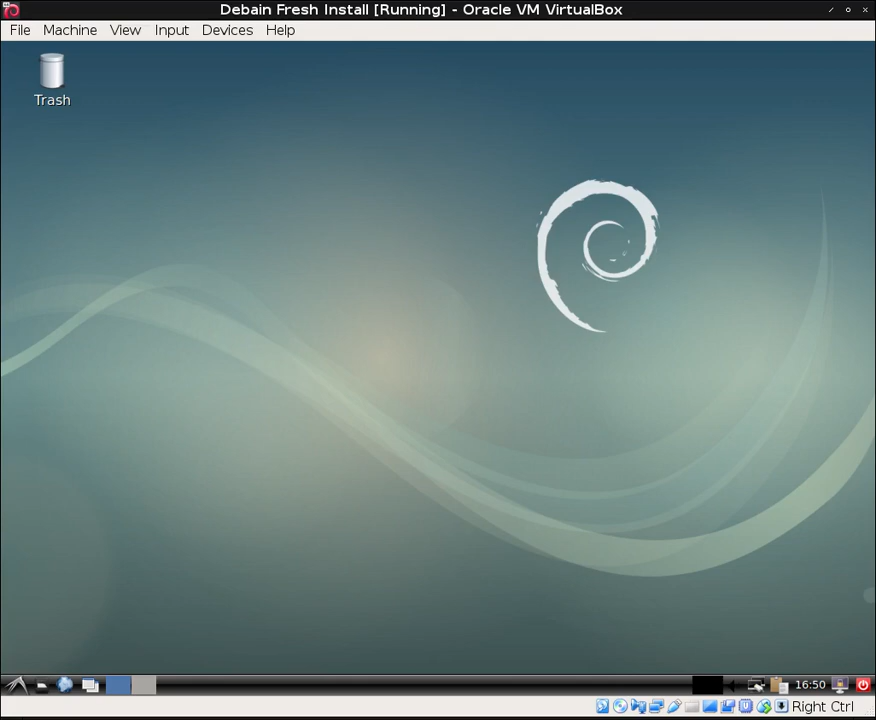 Debain Fresh Install [Running] - Oracle VM VirtualBox
File Machine View Input Devices Help
Trash
16:50
Right Ctrl